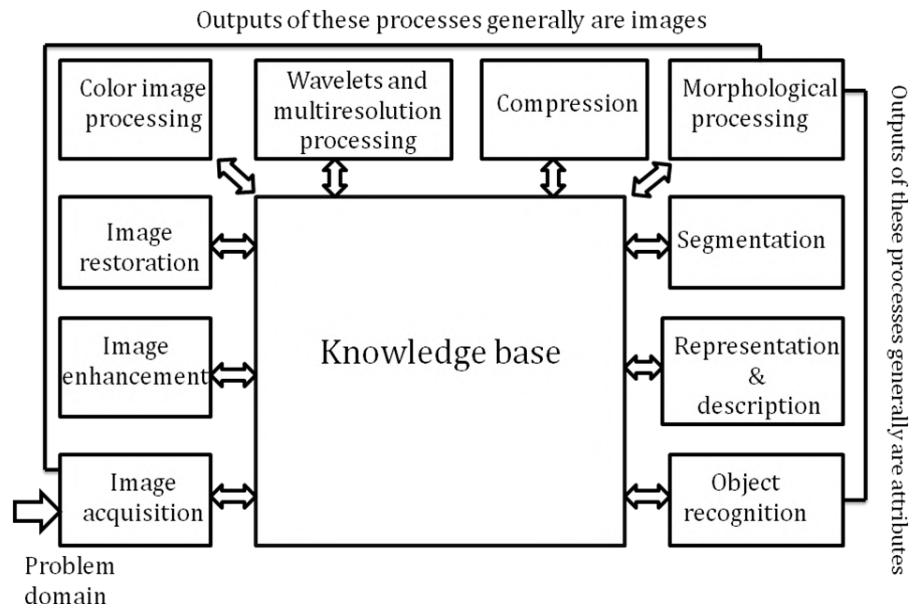 Outputs of these processes generally are images
Color image
processing
Wavelets and
multiresolution
processing
Compression
Morphological
processing
Outputs of these processes generally are attributes
Image
restoration
Segmentation
Knowledge base
Image
enhancement
Representation
&
description
Image
acquisition
Object
recognition
Problem
domain